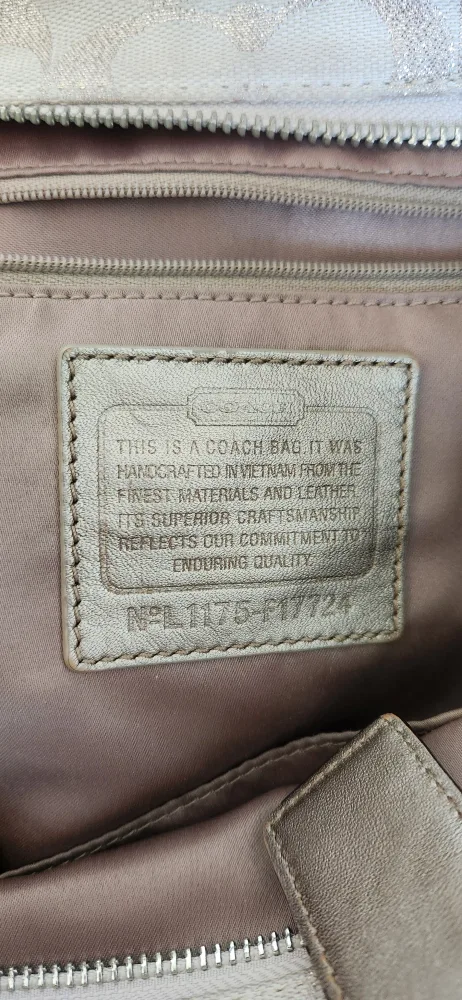 COACH
THIS IS A COACH BAG. IT WAS
HANDCRAFTED IN VIETNAM FROM THE
FINEST MATERIALS AND LEATHER.
ITS SUPERIOR CRAFTSMANSHIP
REFLECTS OUR COMMITMENT TO
ENDURING QUALITY.
Nº L1175-F17724